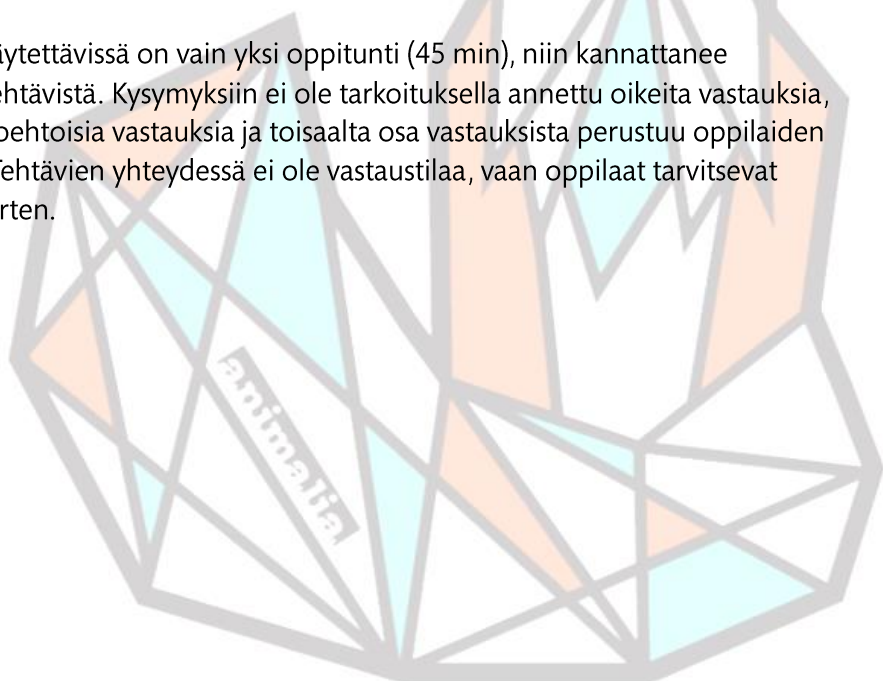 äytettävissä on vain yksi oppitunti (45 min), niin kannattanee
ehtävistä. Kysymyksiin ei ole tarkoituksella annettu oikeita vastauksia,
oehtoisia vastauksia ja toisaalta osa vastauksista perustuu oppilaiden
Tehtävien yhteydessä ei ole vastaustilaa, vaan oppilaat tarvitsevat
rten.
animalia